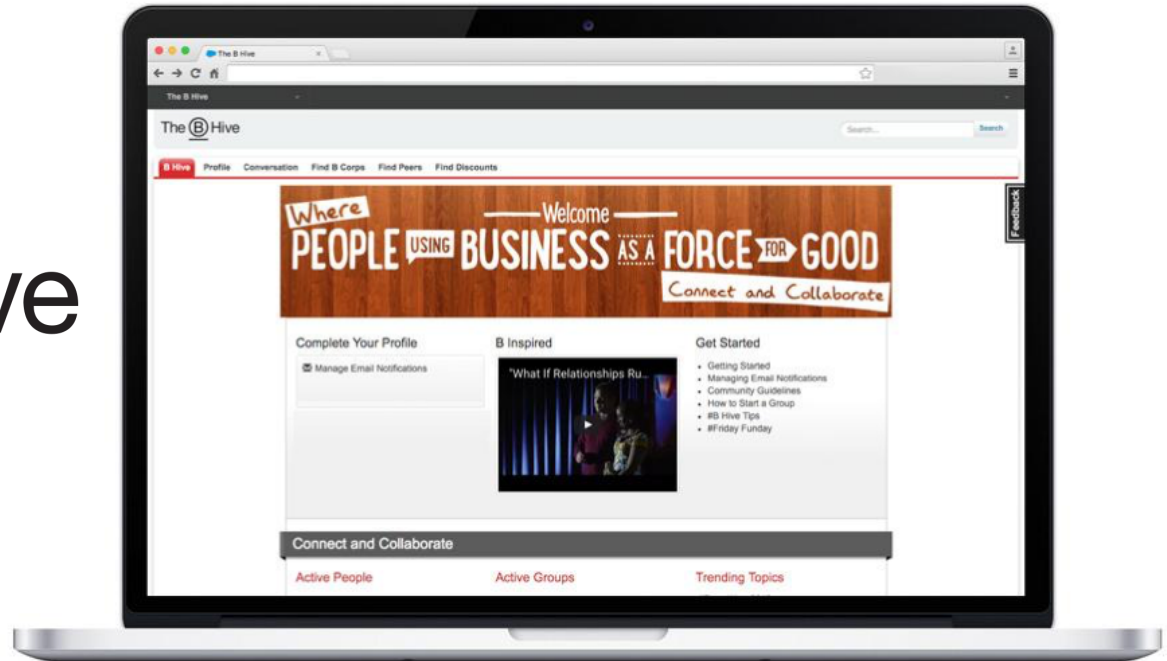 ve
The B Hive
The B Hive
The B Hive
Search...
Search
B Hive
Profile
Conversation
Find B Corps
Find Peers
Find Discounts
Feedback
Where
Welcome
PEOPLE USING BUSINESS AS A FORCE FOR GOOD
Connect and Collaborate
Complete Your Profile
Manage Email Notifications
B Inspired
"What If Relationships Ru...
Get Started
Getting Started
Managing Email Notifications
Community Guidelines
How to Start a Group
#B Hive Tips
#Friday Funday
Connect and Collaborate
Active People
Active Groups
Trending Topics